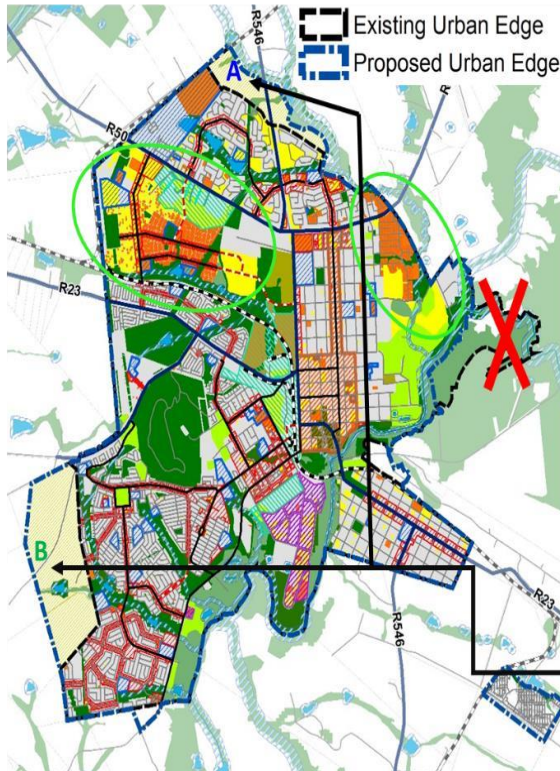 Existing Urban Edge
Proposed Urban Edge
R546
A
R50
R23
B
R23
R546